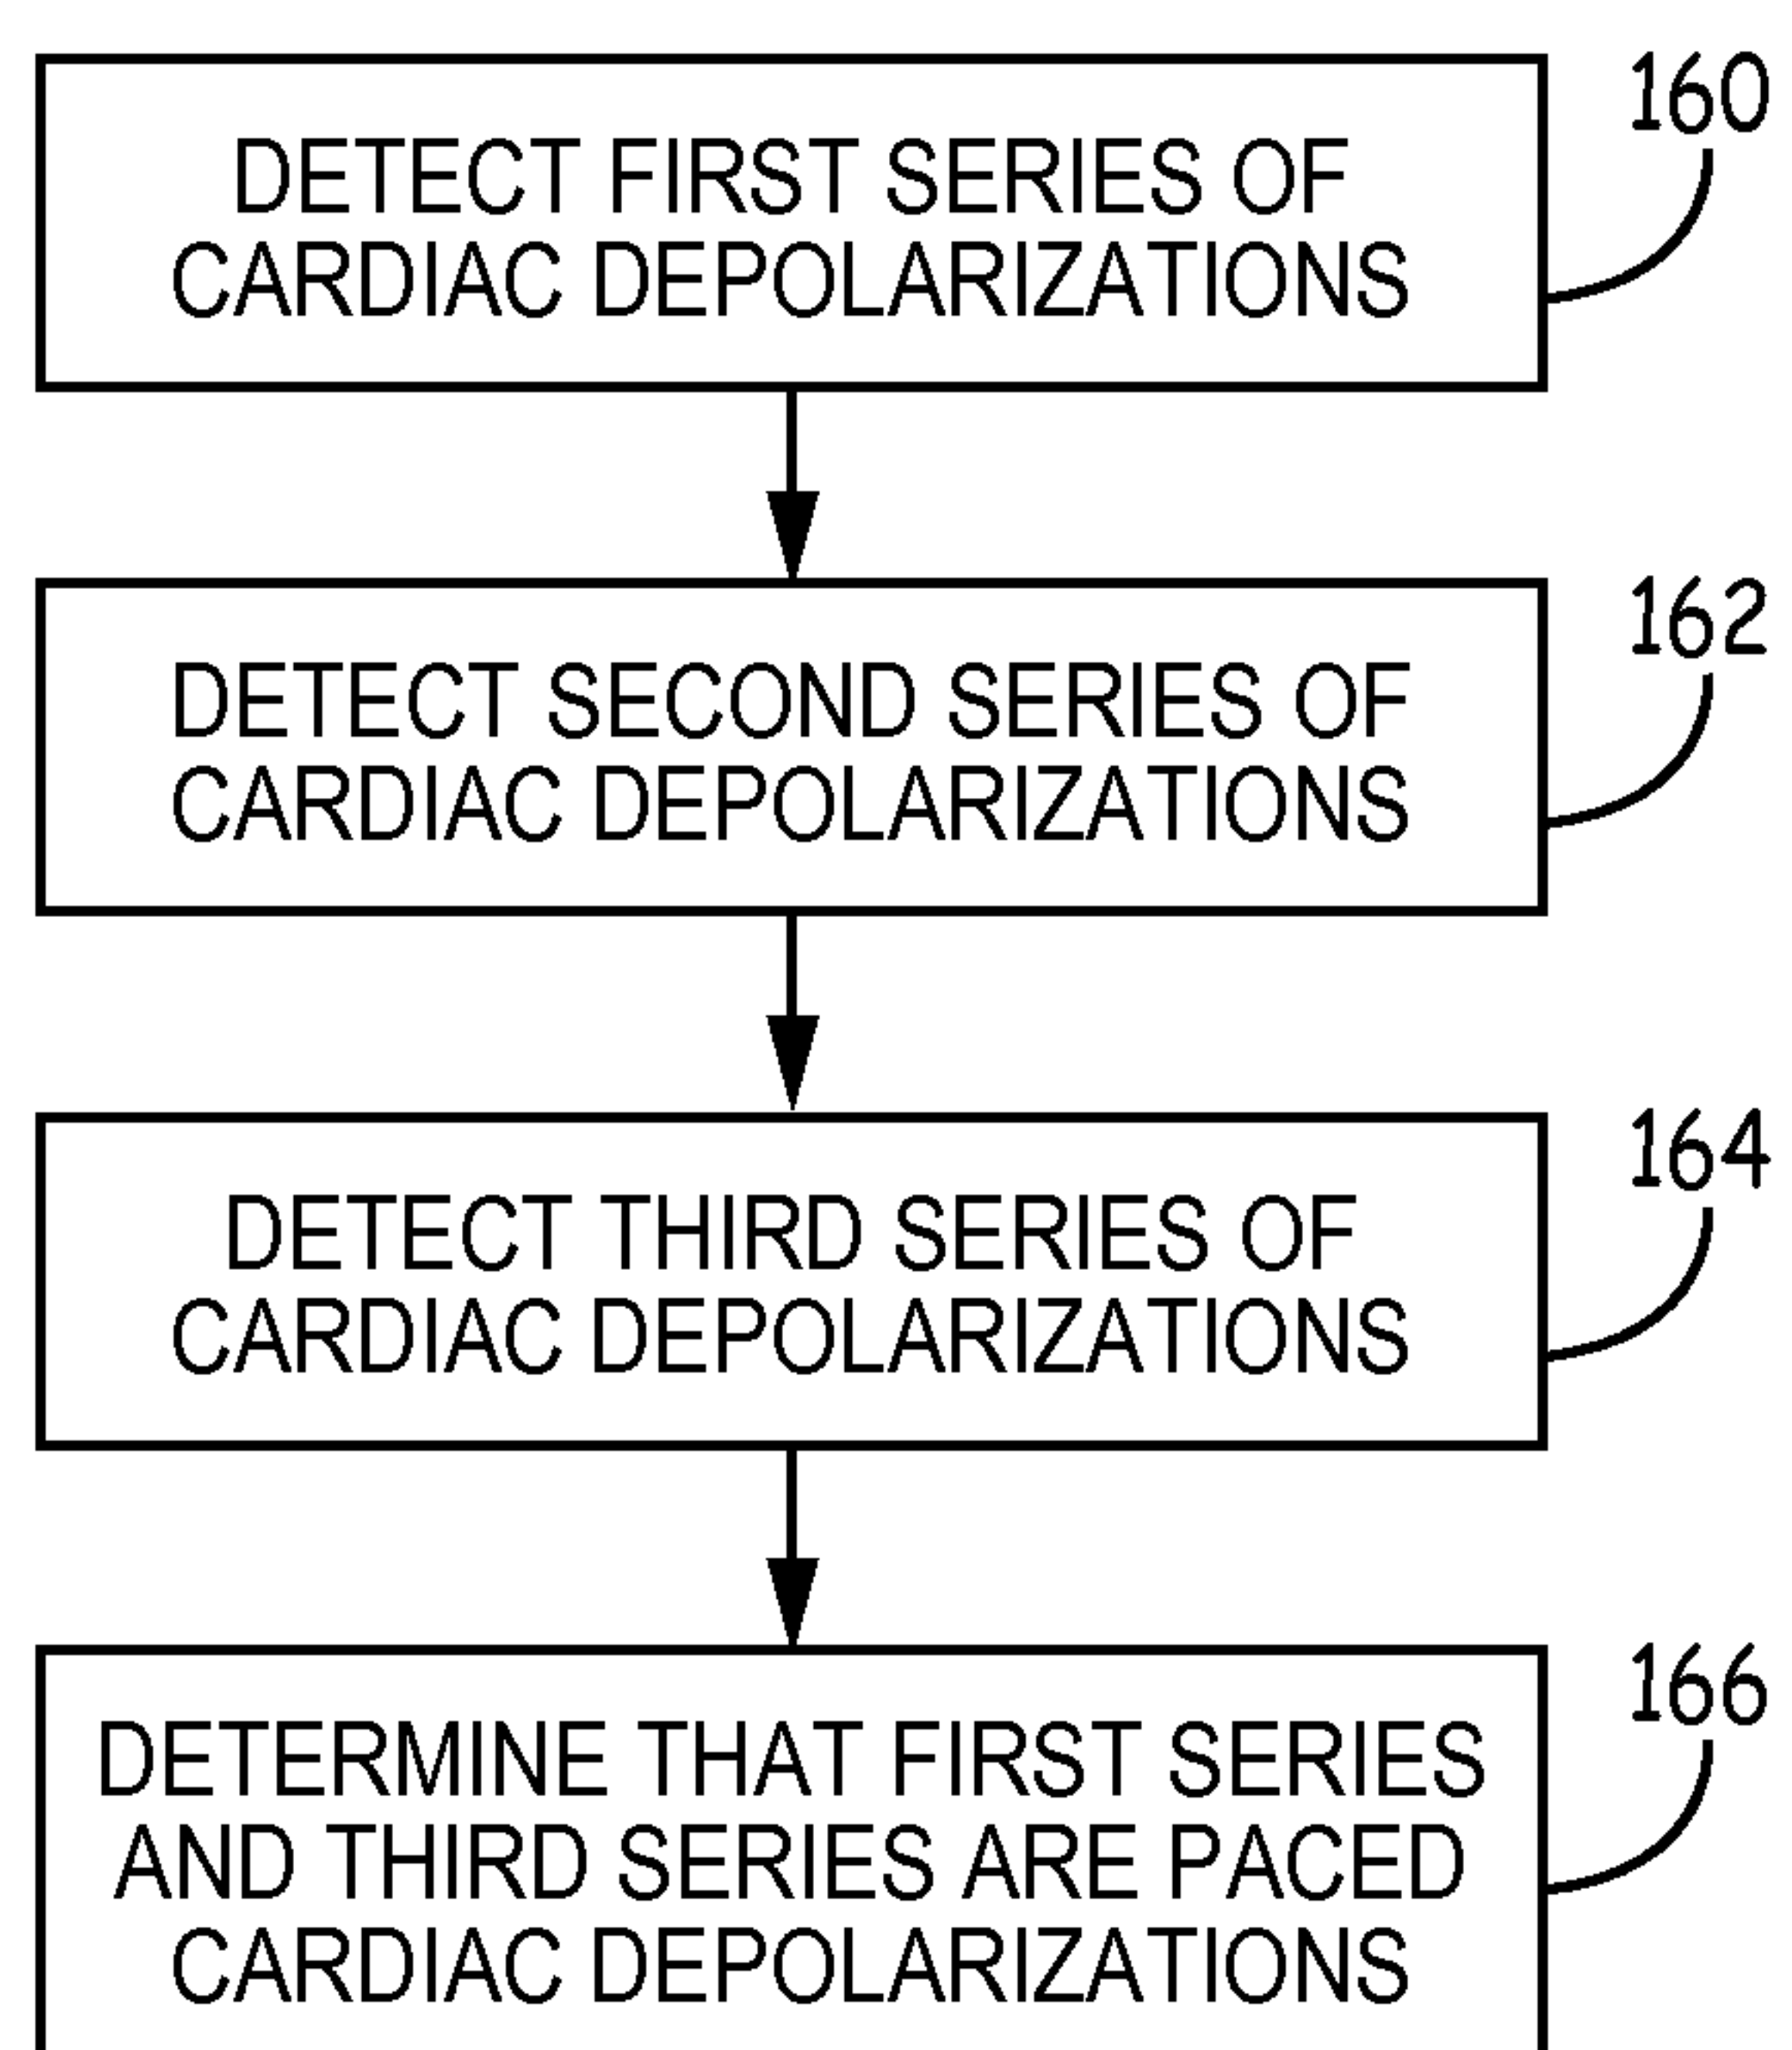 160
DETECT FIRST SERIES OF
CARDIAC DEPOLARIZATIONS
162
DETECT SECOND SERIES OF
CARDIAC DEPOLARIZATIONS
164
DETECT THIRD SERIES OF
CARDIAC DEPOLARIZATIONS
166
DETERMINE THAT FIRST SERIES
AND THIRD SERIES ARE PACED
CARDIAC DEPOLARIZATIONS